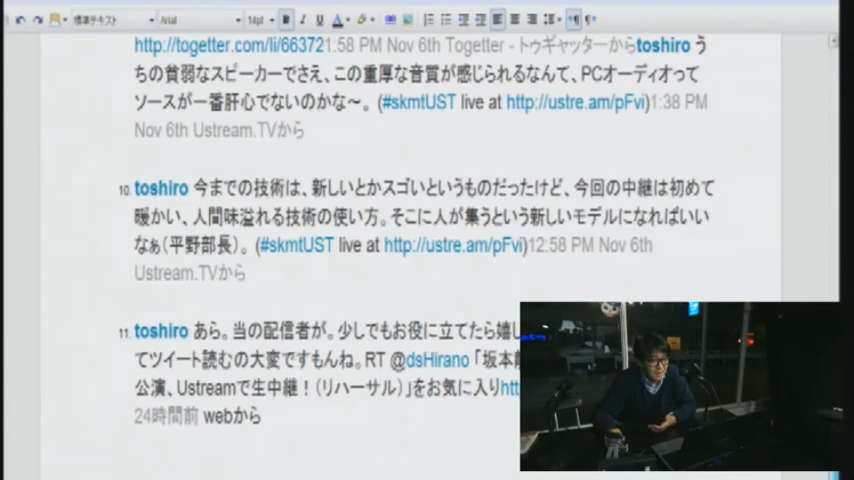 標準テキスト Arial 14pt B I U A
http://togetter.com/li/66372 1:58 PM Nov 6th Togetter - トゥギャッターからtoshiro う
ちの貧弱なスピーカーでさえ、この重厚な音質が感じられるなんて、PCオーディオって
ソースが一番肝心でないのかな〜。 (#skmtUST live at http://ustre.am/pFvi)1:38 PM
Nov 6th Ustream.TVから
10. toshiro 今までの技術は、新しいとかスゴいというものだったけど、今回の中継は初めて
暖かい、人間味溢れる技術の使い方。そこに人が集うという新しいモデルになればいい
なぁ(平野部長)。 (#skmtUST live at http://ustre.am/pFvi)12:58 PM Nov 6th
Ustream.TVから
11. toshiro あら。当の配信者が。少しでもお役に立てたら嬉し
てツイート読むの大変ですもんね。RT @dsHirano 「坂本龍
公演、Ustreamで生中継！(リハーサル)」をお気に入りhtt
24時間前 webから